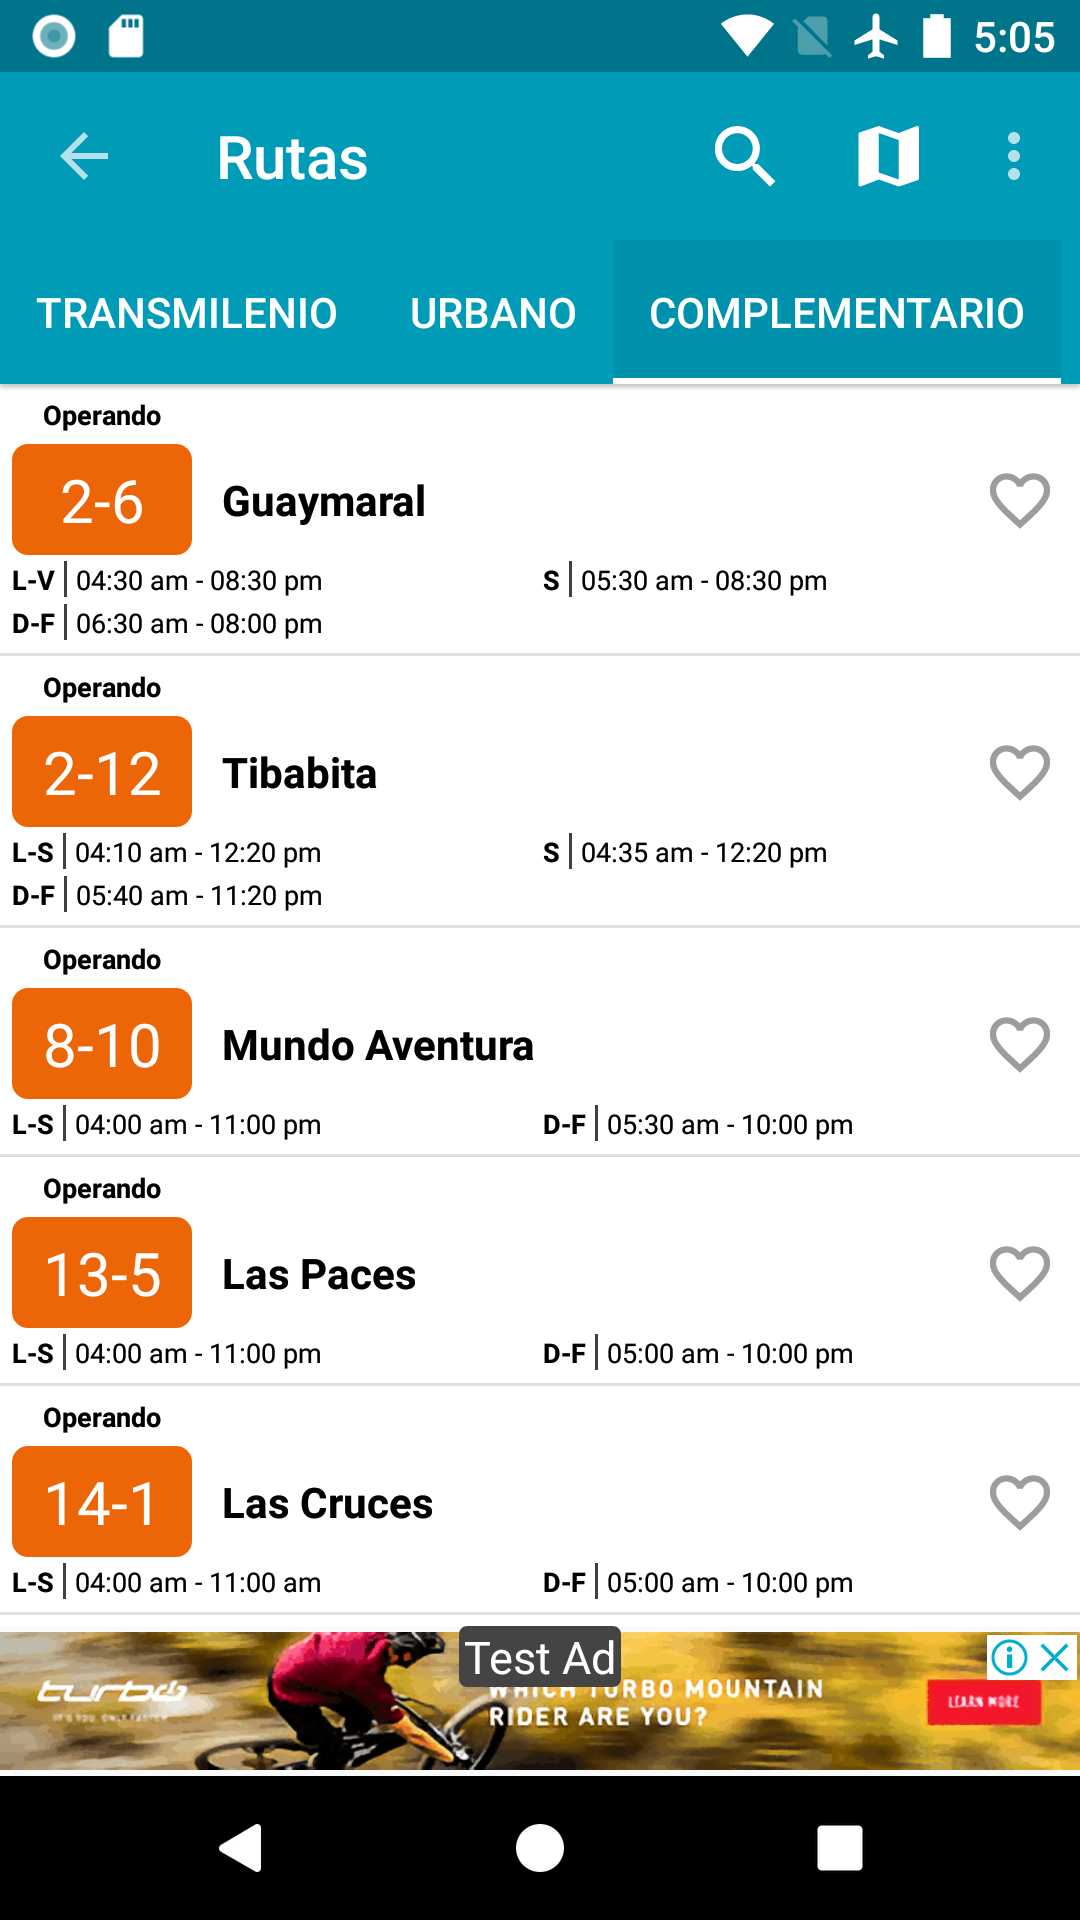 5:05
Rutas
TRANSMILENIO URBANO COMPLEMENTARIO
Operando
2-6 Guaymaral
L-V 04:30 am - 08:30 pm S 05:30 am - 08:30 pm
D-F 06:30 am - 08:00 pm
Operando
2-12 Tibabita
L-S 04:10 am - 12:20 pm S 04:35 am - 12:20 pm
D-F 05:40 am - 11:20 pm
Operando
8-10 Mundo Aventura
L-S 04:00 am - 11:00 pm D-F 05:30 am - 10:00 pm
Operando
13-5 Las Paces
L-S 04:00 am - 11:00 pm D-F 05:00 am - 10:00 pm
Operando
14-1 Las Cruces
L-S 04:00 am - 11:00 am D-F 05:00 am - 10:00 pm
Test Ad
turbo
WHICH TURBO MOUNTAIN
RIDER ARE YOU?
LEARN MORE